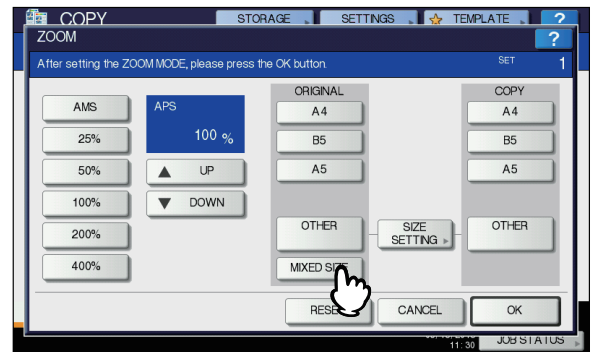 COPY STORAGE SETTINGS TEMPLATE ?
ZOOM ?
After setting the ZOOM MODE, please press the OK button. SET 1
ORIGINAL COPY
AMS APS A4 A4
25% 100 % B5 B5
50% UP A5 A5
100% DOWN
200% OTHER SIZE SETTING OTHER
400% MIXED SIZE
RESET CANCEL OK
11:30 JOB STATUS